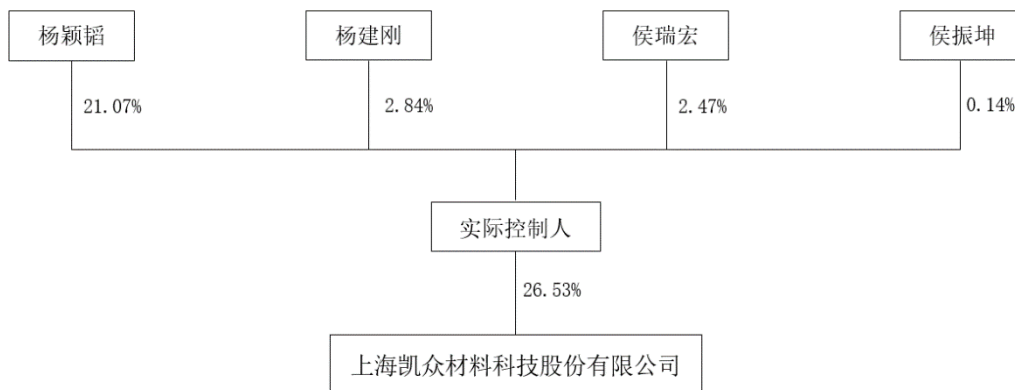 杨颖韬
杨建刚
侯瑞宏
侯振坤
21.07%
2.84%
2.47%
0.14%
实际控制人
26.53%
上海凯众材料科技股份有限公司